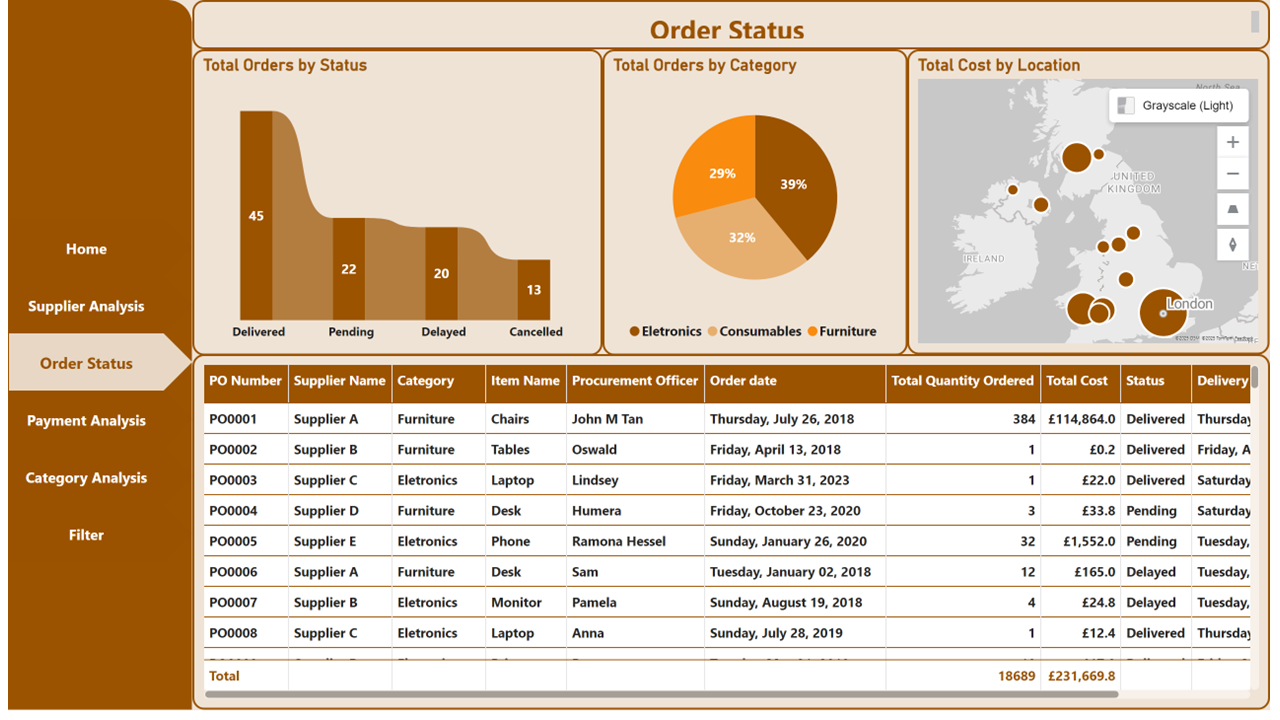 Order Status
Home
Supplier Analysis
Order Status
Payment Analysis
Category Analysis
Filter
Total Orders by Status
45
22
20
13
Delivered Pending Delayed Cancelled
Total Orders by Category
39%
32%
29%
Eletronics Consumables Furniture
Total Cost by Location
North Sea
Grayscale (Light)
UNITED
KINGDOM
IRELAND
NE
London
PO Number Supplier Name Category Item Name Procurement Officer Order date Total Quantity Ordered Total Cost Status Delivery
PO0001 Supplier A Furniture Chairs John M Tan Thursday, July 26, 2018 384 £114,864.0 Delivered Thursday
PO0002 Supplier B Furniture Tables Oswald Friday, April 13, 2018 1 £0.2 Delivered Friday, A
PO0003 Supplier C Eletronics Laptop Lindsey Friday, March 31, 2023 1 £22.0 Delivered Saturday
PO0004 Supplier D Furniture Desk Humera Friday, October 23, 2020 3 £33.8 Pending Saturday
PO0005 Supplier E Eletronics Phone Ramona Hessel Sunday, January 26, 2020 32 £1,552.0 Pending Tuesday,
PO0006 Supplier A Furniture Desk Sam Tuesday, January 02, 2018 12 £165.0 Delayed Tuesday,
PO0007 Supplier B Eletronics Monitor Pamela Sunday, August 19, 2018 4 £24.8 Delayed Tuesday,
PO0008 Supplier C Eletronics Laptop Anna Sunday, July 28, 2019 1 £12.4 Delivered Thursday
Total 18689 £231,669.8